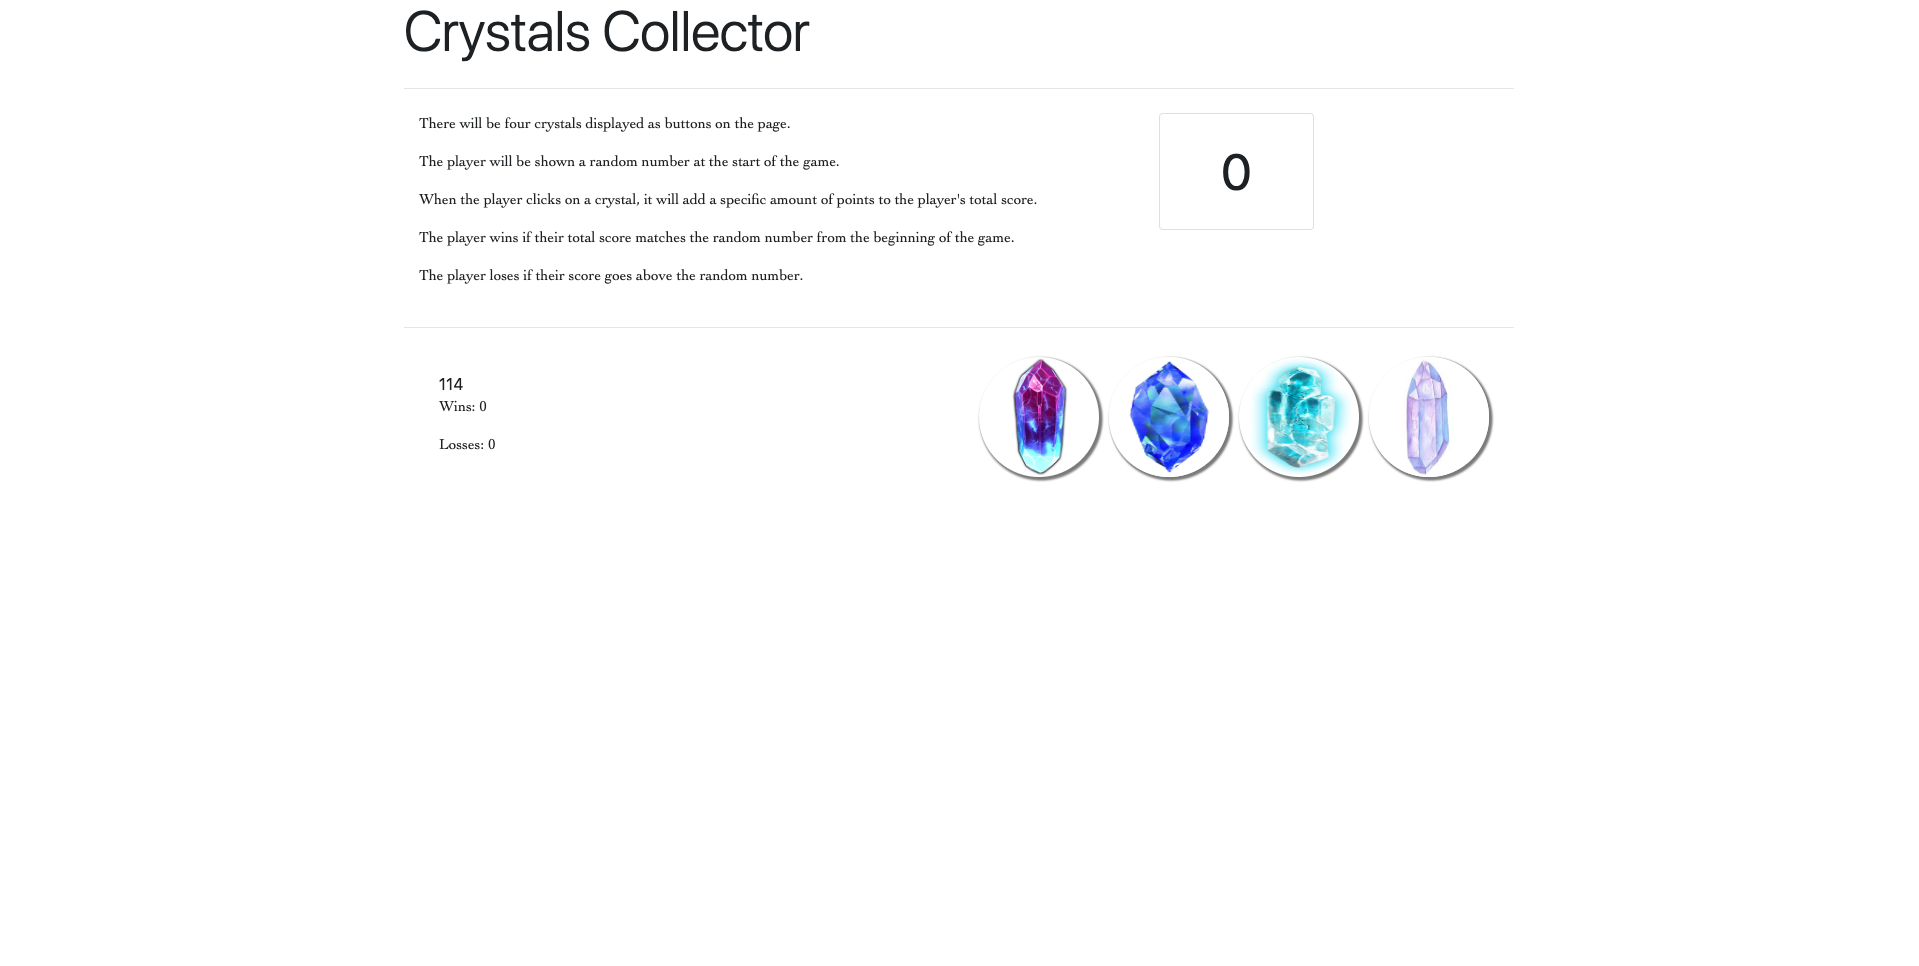 Crystals Collector
There will be four crystals displayed as buttons on the page.
The player will be shown a random number at the start of the game.
When the player clicks on a crystal, it will add a specific amount of points to the player's total score.
The player wins if their total score matches the random number from the beginning of the game.
The player loses if their score goes above the random number.
0
114
Wins: 0
Losses: 0